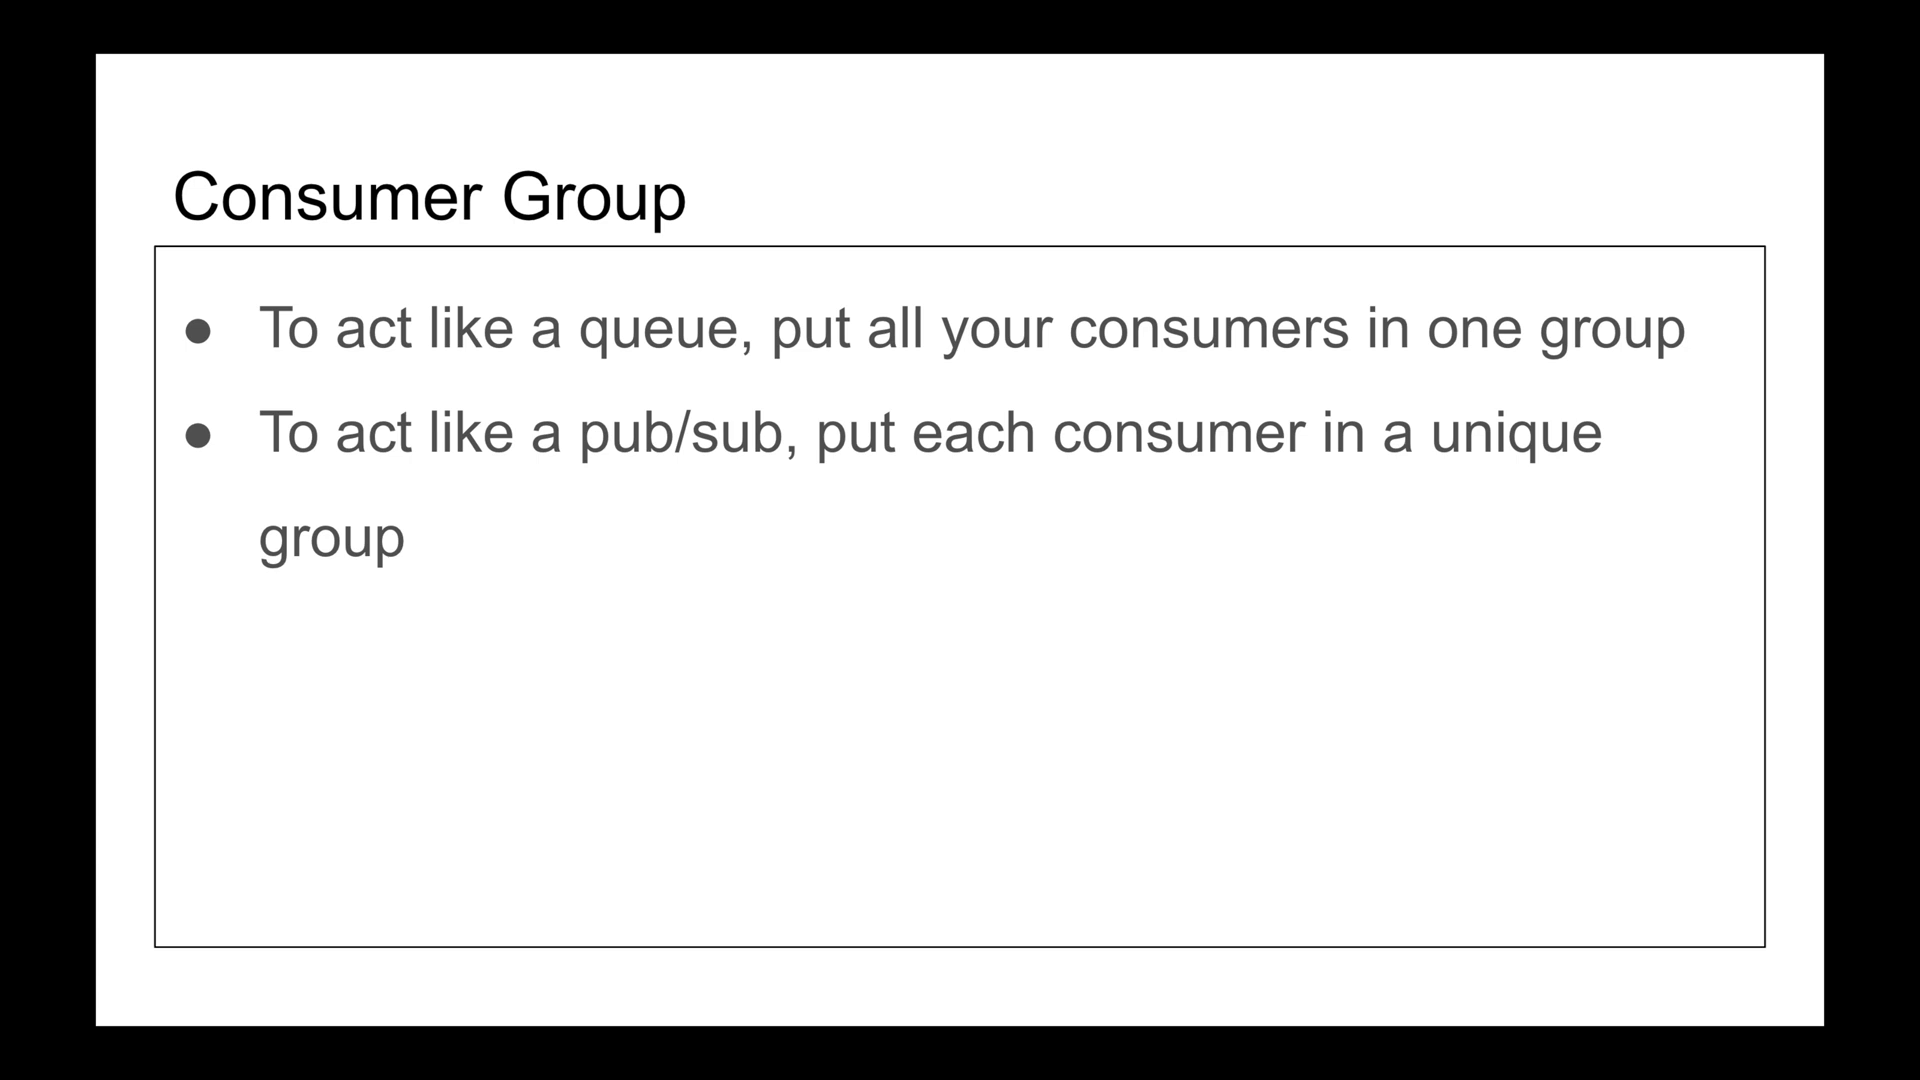 Consumer Group
● To act like a queue, put all your consumers in one group
● To act like a pub/sub, put each consumer in a unique
group